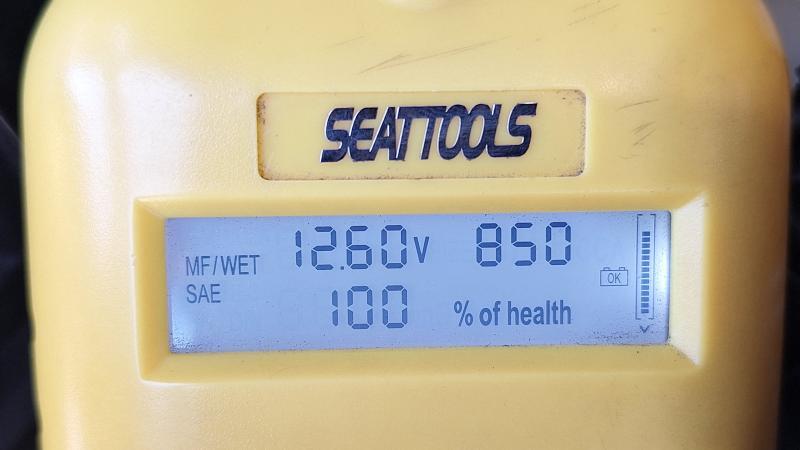 SEATTOOLS
MF/WET 12.60V 850
OK
SAE 100 % of health